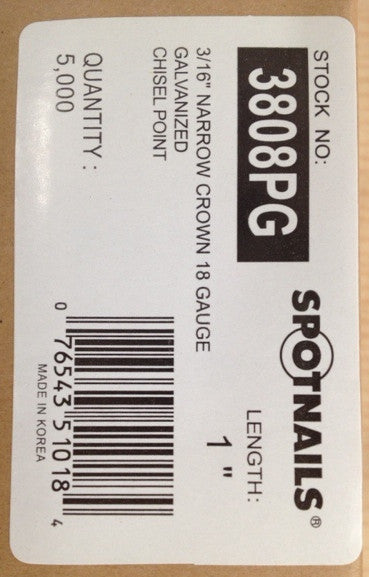 STOCK NO:
3808PG
SPOTNAILS®
LENGTH:
1"
3/16" NARROW CROWN 18 GAUGE
GALVANIZED
CHISEL POINT
QUANTITY :
5,000
0 76543 51018 4
MADE IN KOREA